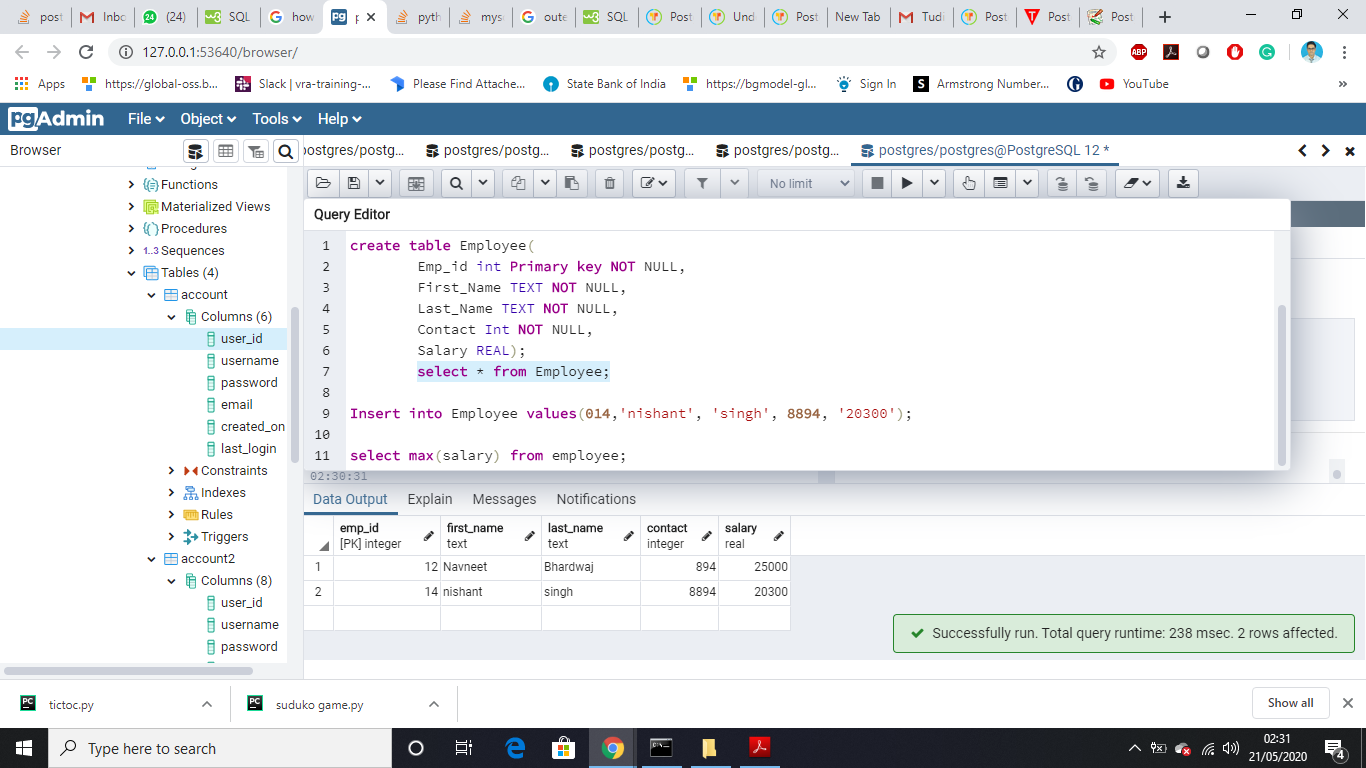 post Inbc (24) SQL how p pyth mys oute SQL Post Und Post New Tab Tudi Post Post Post
127.0.0.1:53640/browser/
Apps https://global-oss.b... Slack | vra-training-... Please Find Attache... State Bank of India https://bgmodel-gl... Sign In Armstrong Number... YouTube »
pgAdmin File Object Tools Help
Browser
postgres/postg... postgres/postg... postgres/postg... postgres/postg... postgres/postgres@PostgreSQL 12 *
No limit
Functions
Materialized Views
Procedures
1..3 Sequences
Tables (4)
account
Columns (6)
user_id
username
password
email
created_on
last_login
Constraints
Indexes
Rules
Triggers
account2
Columns (8)
user_id
username
password
Query Editor
1 create table Employee(
2 Emp_id int Primary key NOT NULL,
3 First_Name TEXT NOT NULL,
4 Last_Name TEXT NOT NULL,
5 Contact Int NOT NULL,
6 Salary REAL);
7 select * from Employee;
8
9 Insert into Employee values(014,'nishant', 'singh', 8894, '20300');
10
11 select max(salary) from employee;
02:30:31
Data Output Explain Messages Notifications
emp_id first_name last_name contact salary
[PK] integer text text integer real
1 12 Navneet Bhardwaj 894 25000
2 14 nishant singh 8894 20300
Successfully run. Total query runtime: 238 msec. 2 rows affected.
tictoc.py suduko game.py Show all
Type here to search
02:31
21/05/2020
4